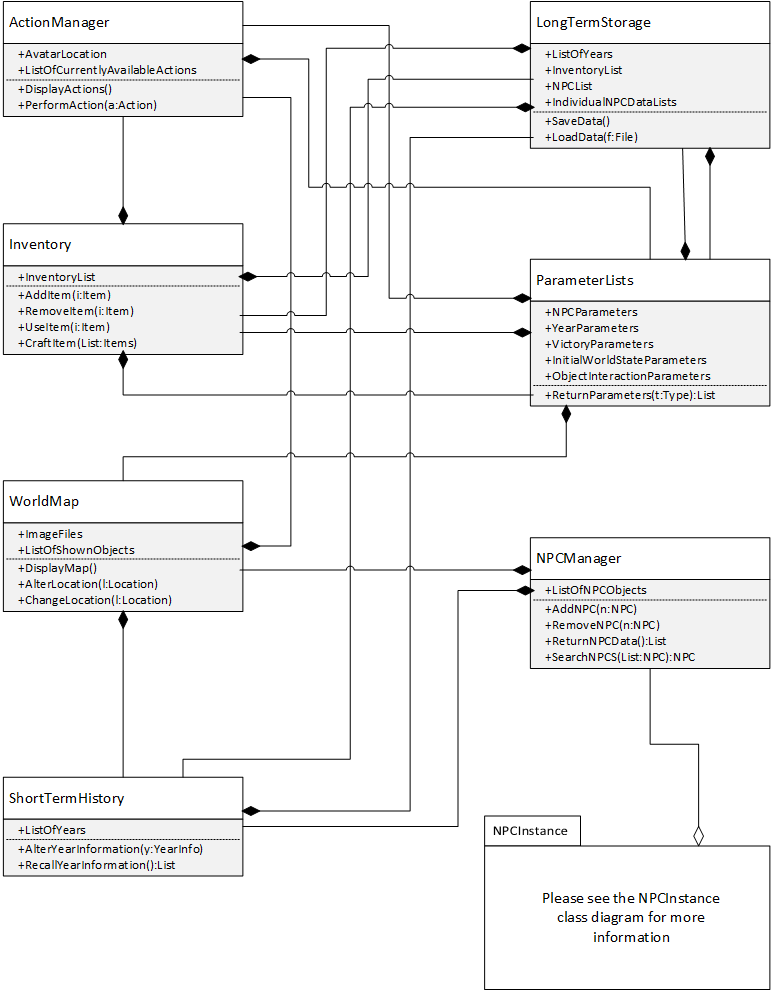 ActionManager
+AvatarLocation
+ListOfCurrentlyAvailableActions
+DisplayActions()
+PerformAction(a:Action)
LongTermStorage
+ListOfYears
+InventoryList
+NPCList
+IndividualNPCDataLists
+SaveData()
+LoadData(f:File)
Inventory
+InventoryList
+AddItem(i:Item)
+RemoveItem(i:Item)
+UseItem(i:Item)
+CraftItem(List:Items)
ParameterLists
+NPCParameters
+YearParameters
+VictoryParameters
+InitialWorldStateParameters
+ObjectInteractionParameters
+ReturnParameters(t:Type):List
WorldMap
+ImageFiles
+ListOfShownObjects
+DisplayMap()
+AlterLocation(l:Location)
+ChangeLocation(l:Location)
NPCManager
+ListOfNPCObjects
+AddNPC(n:NPC)
+RemoveNPC(n:NPC)
+ReturnNPCData():List
+SearchNPCS(List:NPC):NPC
ShortTermHistory
+ListOfYears
+AlterYearInformation(y:YearInfo)
+RecallYearInformation():List
NPCInstance
Please see the NPCInstance
class diagram for more
information